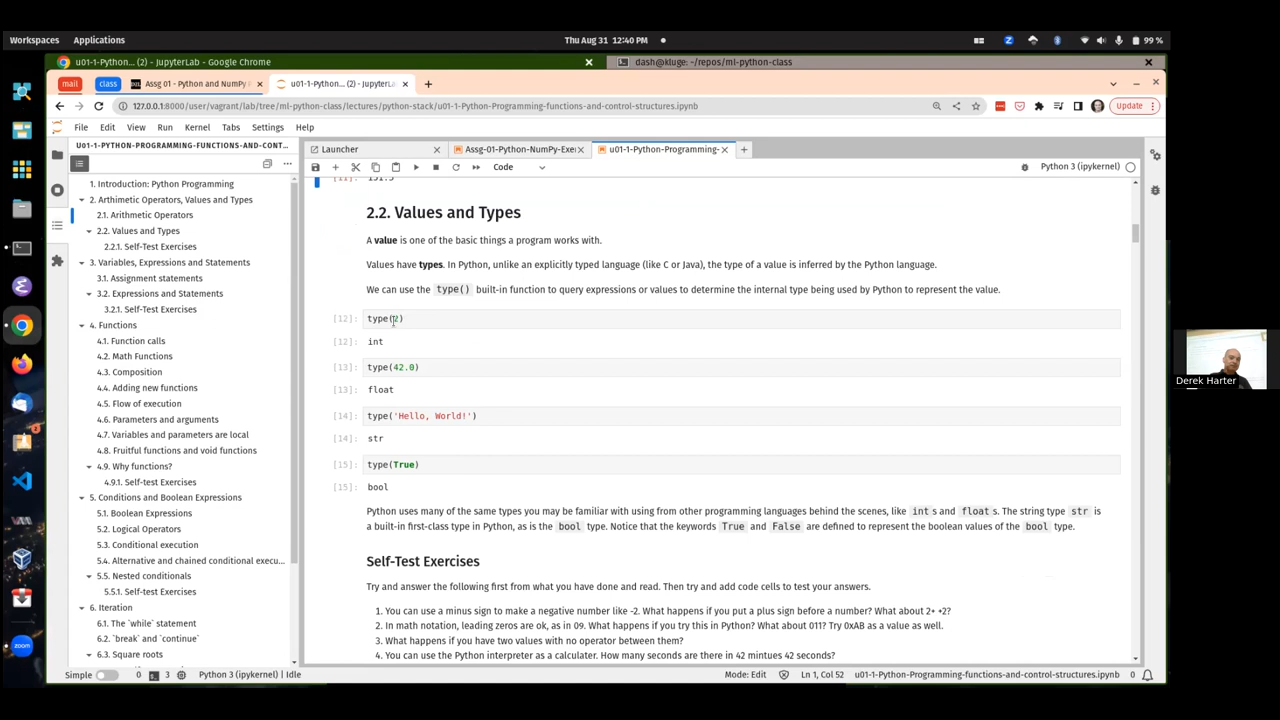 Workspaces Applications Thu Aug 31 12:40 PM 99 %
u01-1-Python... (2) - JupyterLab - Google Chrome dash@kluge: ~/repos/ml-python-class
mail class Assg 01 - Python and NumPy u01-1-Python... (2) - JupyterL
127.0.0.1:8000/user/vagrant/lab/tree/ml-python-class/lectures/python-stack/u01-1-Python-Programming-functions-and-control-structures.ipynb Update
File Edit View Run Kernel Tabs Settings Help
U01-1-PYTHON-PROGRAMMING-FUNCTIONS-AND-CONT...
1. Introduction: Python Programming
2. Arthimetic Operators, Values and Types
2.1. Arithmetic Operators
2.2. Values and Types
2.2.1. Self-Test Exercises
3. Variables, Expressions and Statements
3.1. Assignment statements
3.2. Expressions and Statements
3.2.1. Self-Test Exercises
4. Functions
4.1. Function calls
4.2. Math Functions
4.3. Composition
4.4. Adding new functions
4.5. Flow of execution
4.6. Parameters and arguments
4.7. Variables and parameters are local
4.8. Fruitful functions and void functions
4.9. Why functions?
4.9.1. Self-test Exercises
5. Conditions and Boolean Expressions
5.1. Boolean Expressions
5.2. Logical Operators
5.3. Conditional execution
5.4. Alternative and chained conditional execu...
5.5. Nested conditionals
5.5.1. Self-test Exercises
6. Iteration
6.1. The `while` statement
6.2. `break` and `continue`
6.3. Square roots
Launcher Assg-01-Python-NumPy-Exer u01-1-Python-Programming-
Code Python 3 (ipykernel)
2.2. Values and Types
A value is one of the basic things a program works with.
Values have types. In Python, unlike an explicitly typed language (like C or Java), the type of a value is inferred by the Python language.
We can use the type() built-in function to query expressions or values to determine the internal type being used by Python to represent the value.
[12]: type(2)
[12]: int
[13]: type(42.0)
[13]: float
[14]: type('Hello, World!')
[14]: str
[15]: type(True)
[15]: bool
Python uses many of the same types you may be familiar with using from other programming languages behind the scenes, like int s and float s. The string type str is
a built-in first-class type in Python, as is the bool type. Notice that the keywords True and False are defined to represent the boolean values of the bool type.
Self-Test Exercises
Try and answer the following first from what you have done and read. Then try and add code cells to test your answers.
1. You can use a minus sign to make a negative number like -2. What happens if you put a plus sign before a number? What about 2+ +2?
2. In math notation, leading zeros are ok, as in 09. What happens if you try this in Python? What about 011? Try 0xAB as a value as well.
3. What happens if you have two values with no operator between them?
4. You can use the Python interpreter as a calculater. How many seconds are there in 42 mintues 42 seconds?
Simple 0 3 Python 3 (ipykernel) | Idle Mode: Edit Ln 1, Col 52 u01-1-Python-Programming-functions-and-control-structures.ipynb 0
Derek Harter
zoom